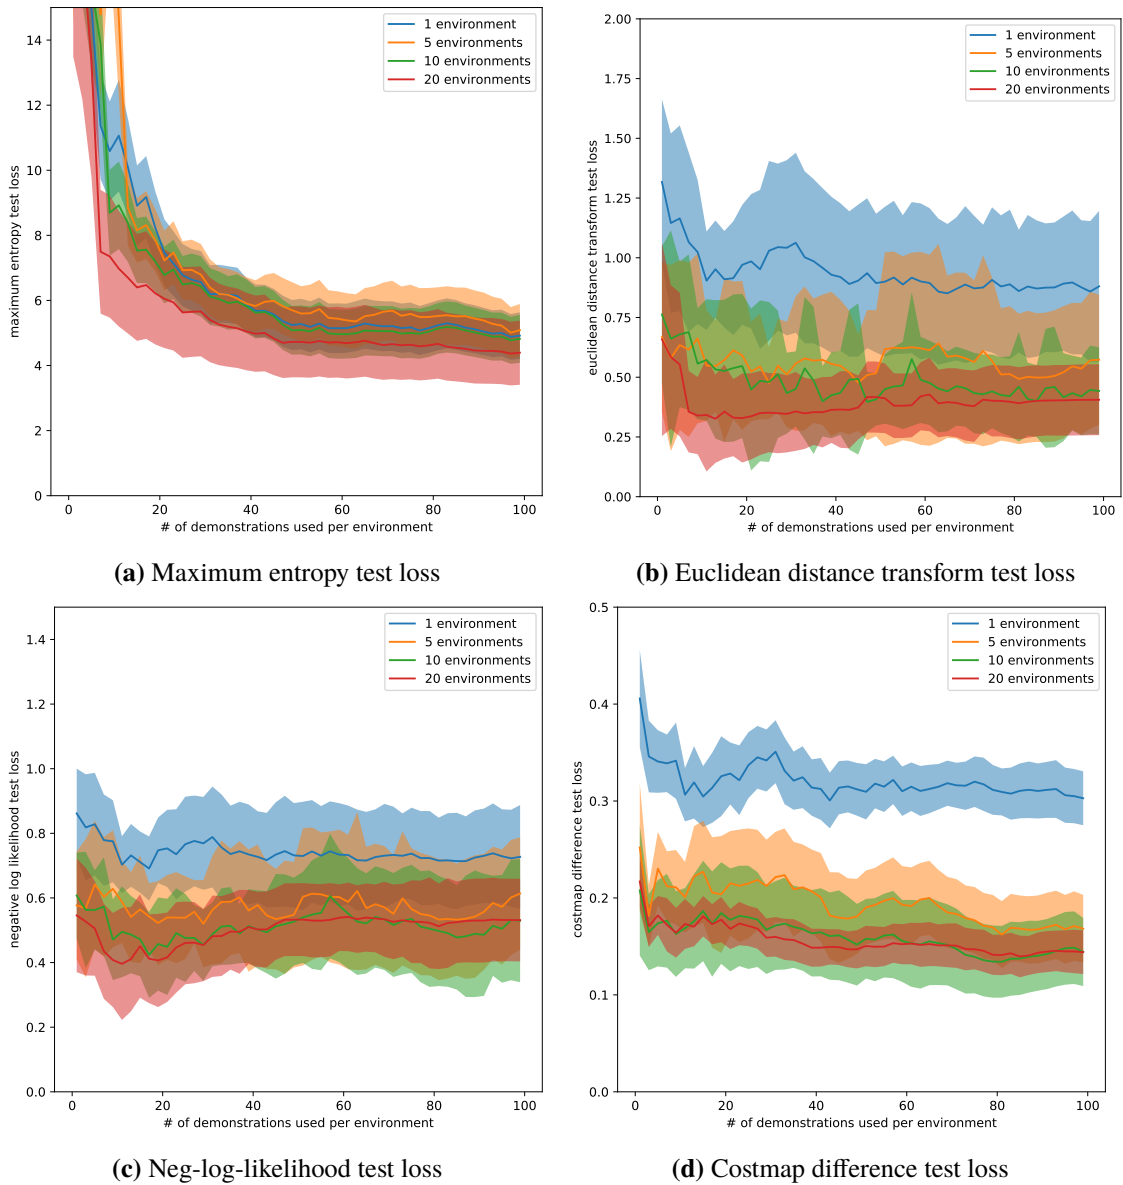 1 environment
5 environments
10 environments
20 environments
maximum entropy test loss
14
12
10
8
6
4
2
0
0 20 40 60 80 100
# of demonstrations used per environment
(a) Maximum entropy test loss
1 environment
5 environments
10 environments
20 environments
euclidean distance transform test loss
2.00
1.75
1.50
1.25
1.00
0.75
0.50
0.25
0.00
0 20 40 60 80 100
# of demonstrations used per environment
(b) Euclidean distance transform test loss
1 environment
5 environments
10 environments
20 environments
negative log likelihood test loss
1.4
1.2
1.0
0.8
0.6
0.4
0.2
0.0
0 20 40 60 80 100
# of demonstrations used per environment
(c) Neg-log-likelihood test loss
1 environment
5 environments
10 environments
20 environments
costmap difference test loss
0.5
0.4
0.3
0.2
0.1
0.0
0 20 40 60 80 100
# of demonstrations used per environment
(d) Costmap difference test loss